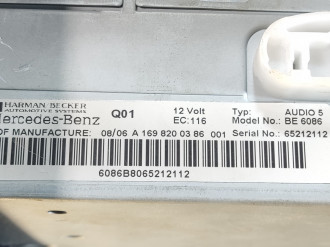 HARMAN BECKER
AUTOMOTIVE SYSTEMS
Mercedes-Benz Q01 12 Volt Typ: AUDIO 5
EC:116 Model No.: BE 6086
OF MANUFACTURE: 08/06 A 169 820 03 86 001 Serial No.: 65212112
6086B8065212112